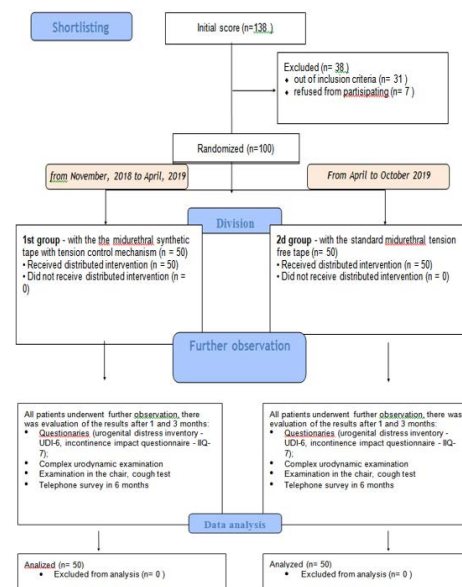 Shortlisting
Initial score (n=138 )
Excluded (n= 38 )
♦ out of inclusion criteria (n= 31 )
♦ refused from partisipating (n= 7 )
Randomized (n=100)
from November, 2018 to April, 2019
From April to October 2019
Division
1st group - with the the midurethral synthetic
tape with tension control mechanism (n = 50)
• Received distributed intervention (n = 50)
• Did not receive distributed intervention (n =
0)
2d group - with the standard midurethral tension
free tape (n= 50)
• Received distributed intervention (n = 50)
• Did not receive distributed intervention (n = 0)
Further observation
All patients underwent further observation, there
was evaluation of the results after 1 and 3 months:
• Questionaries (urogenital distress inventory -
UDI-6, incontinence impact questionnaire - IIQ-
7);
• Complex urodynamic examination
• Examination in the chair, cough test
• Telephone survey in 6 months
All patients underwent further observation, there
was evaluation of the results after 1 and 3 months:
• Questionaries (urogenital distress inventory -
UDI-6, incontinence impact questionnaire - IIQ-
7);
• Complex urodynamic examination
• Examination in the chair, cough test
• Telephone survey in 6 months
Data analysis
Analized (n= 50)
• Excluded from analysis (n= 0 )
Analyzed (n= 50)
• Excluded from analysis (n= 0 )